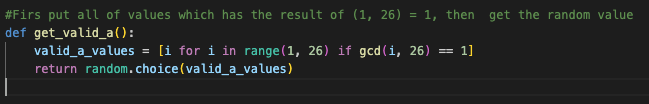 #Firs put all of values which has the result of (1, 26) = 1, then  get the random value
def get_valid_a():
    valid_a_values = [i for i in range(1, 26) if gcd(i, 26) == 1]
    return random.choice(valid_a_values)